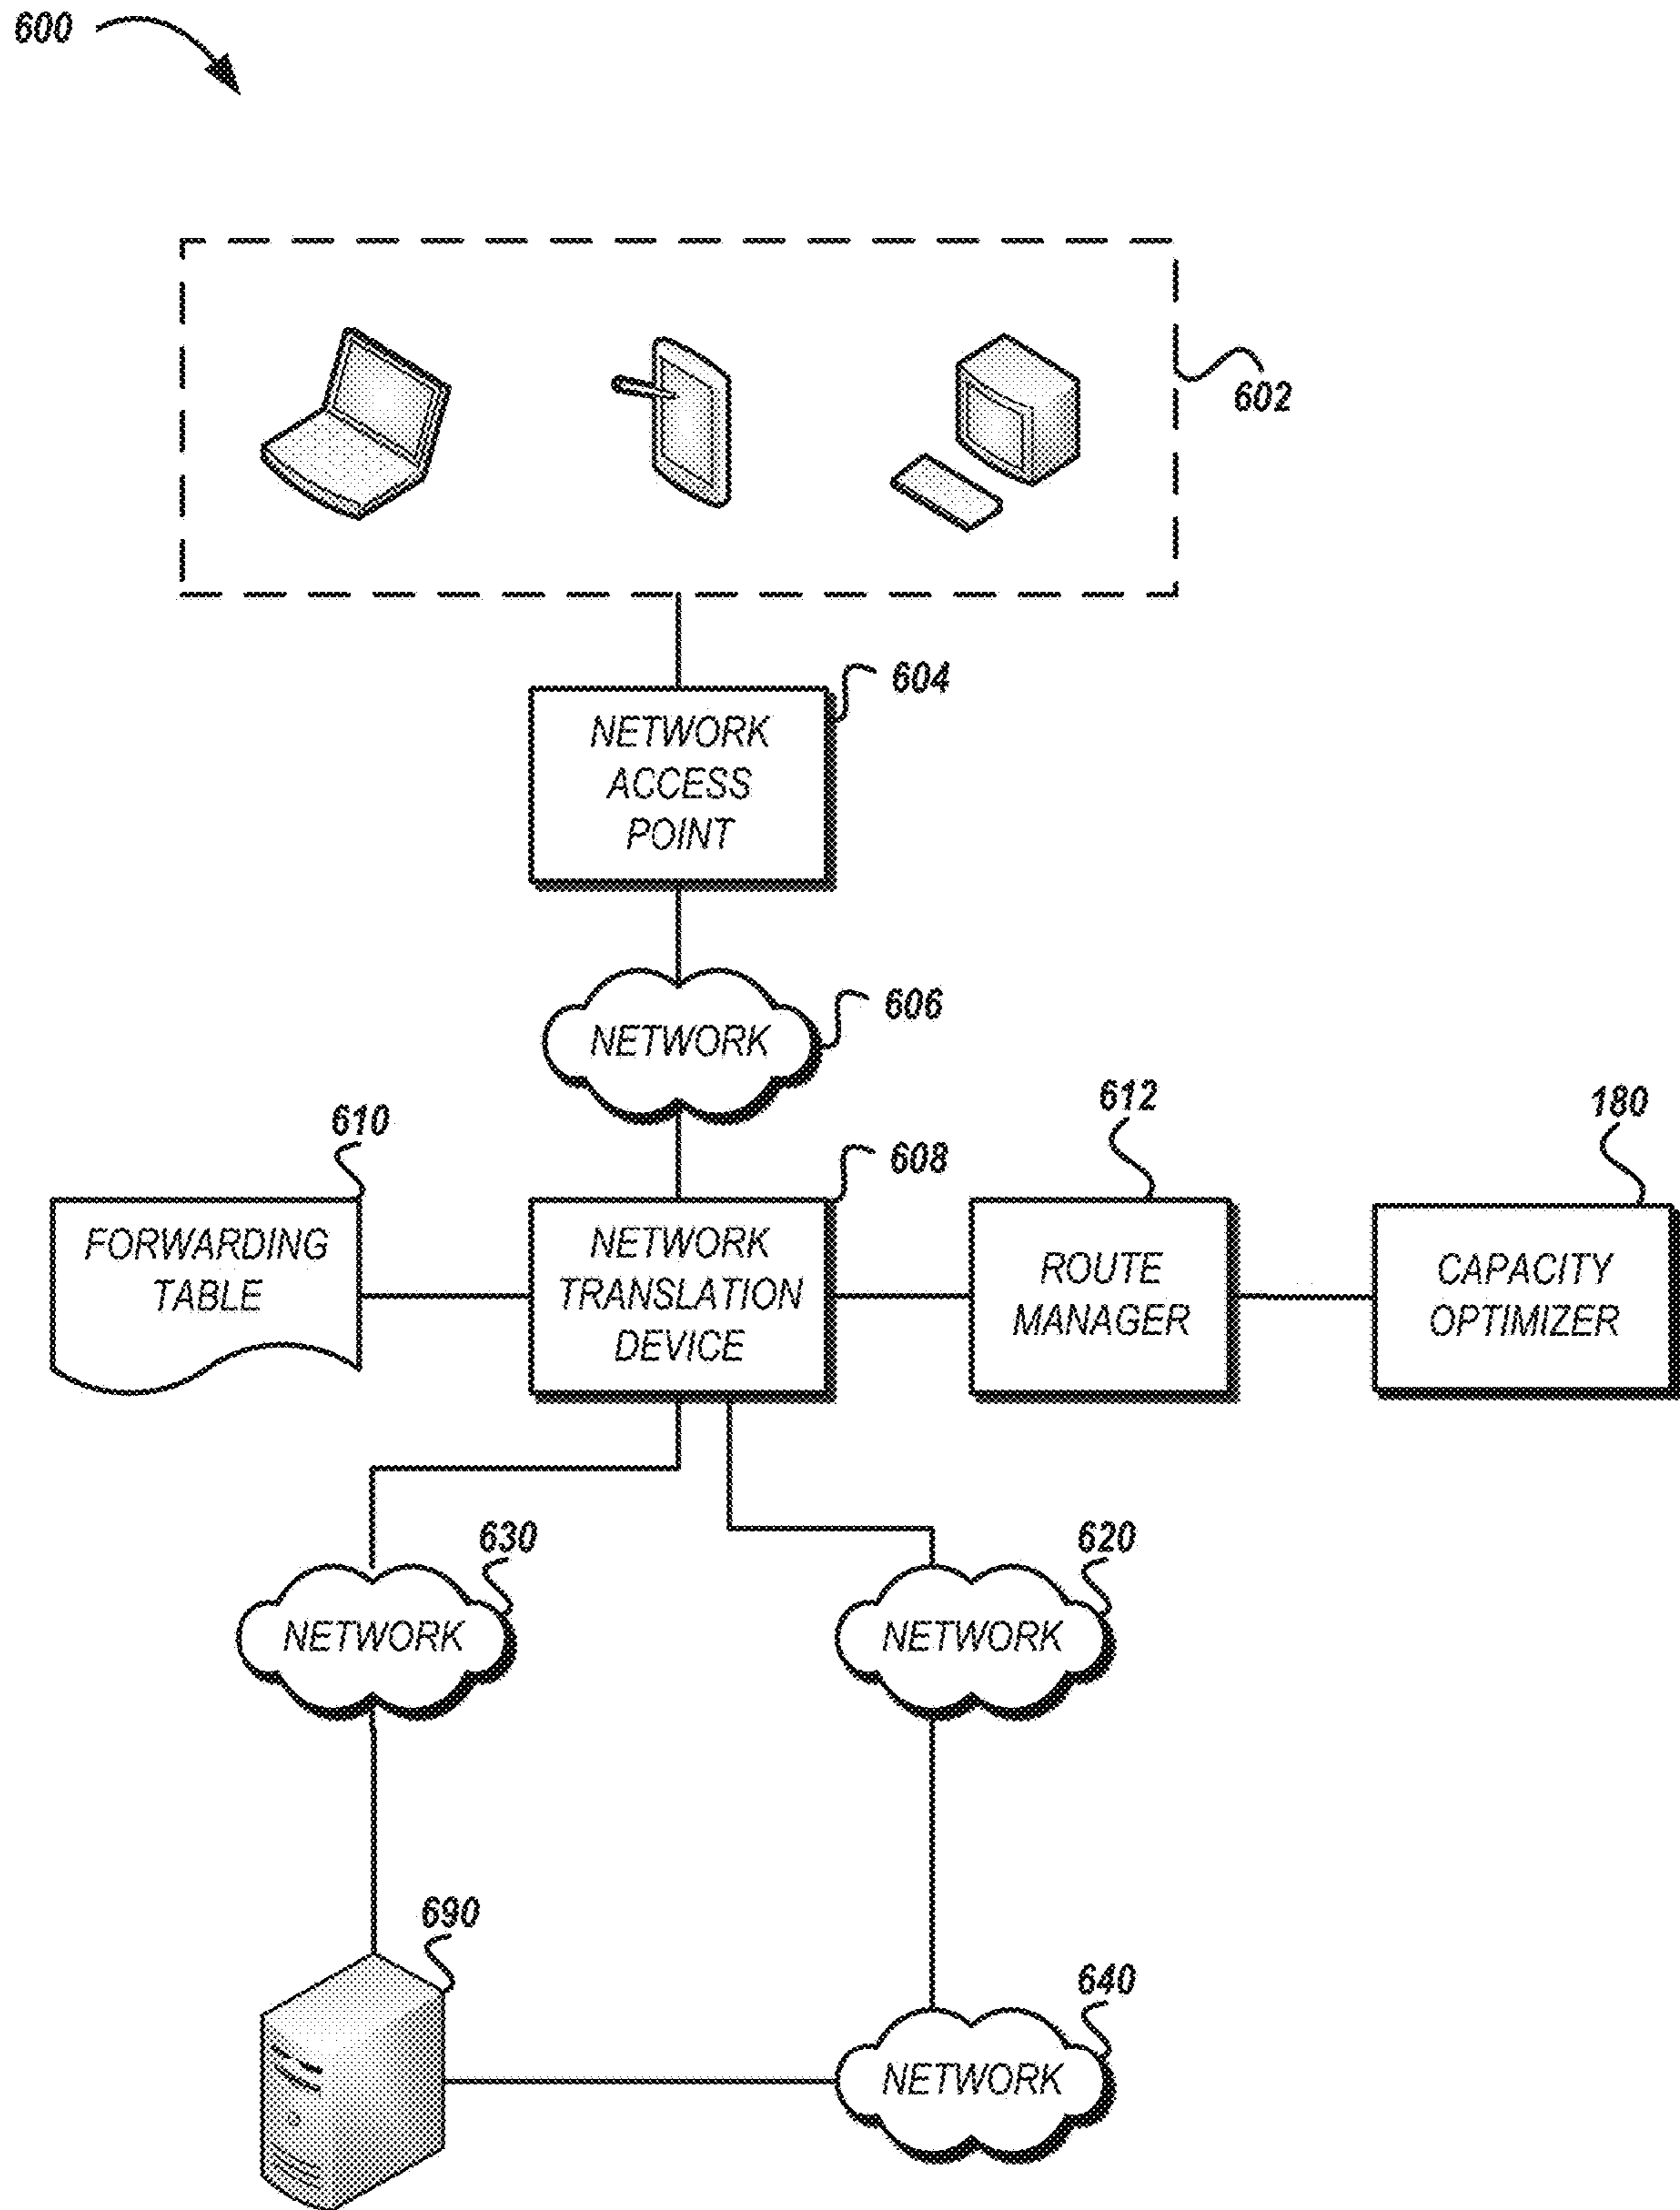 600
602
604
NETWORK
ACCESS
POINT
606
NETWORK
610
608
612
180
FORWARDING
TABLE
NETWORK
TRANSLATION
DEVICE
ROUTE
MANAGER
CAPACITY
OPTIMIZER
630
NETWORK
620
NETWORK
690
640
NETWORK